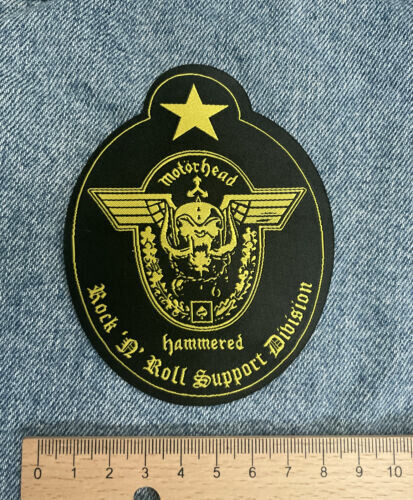 motörhead
hammered
Rock 'N' Roll Support Division
0 1 2 3 4 5 6 7 8 9 10